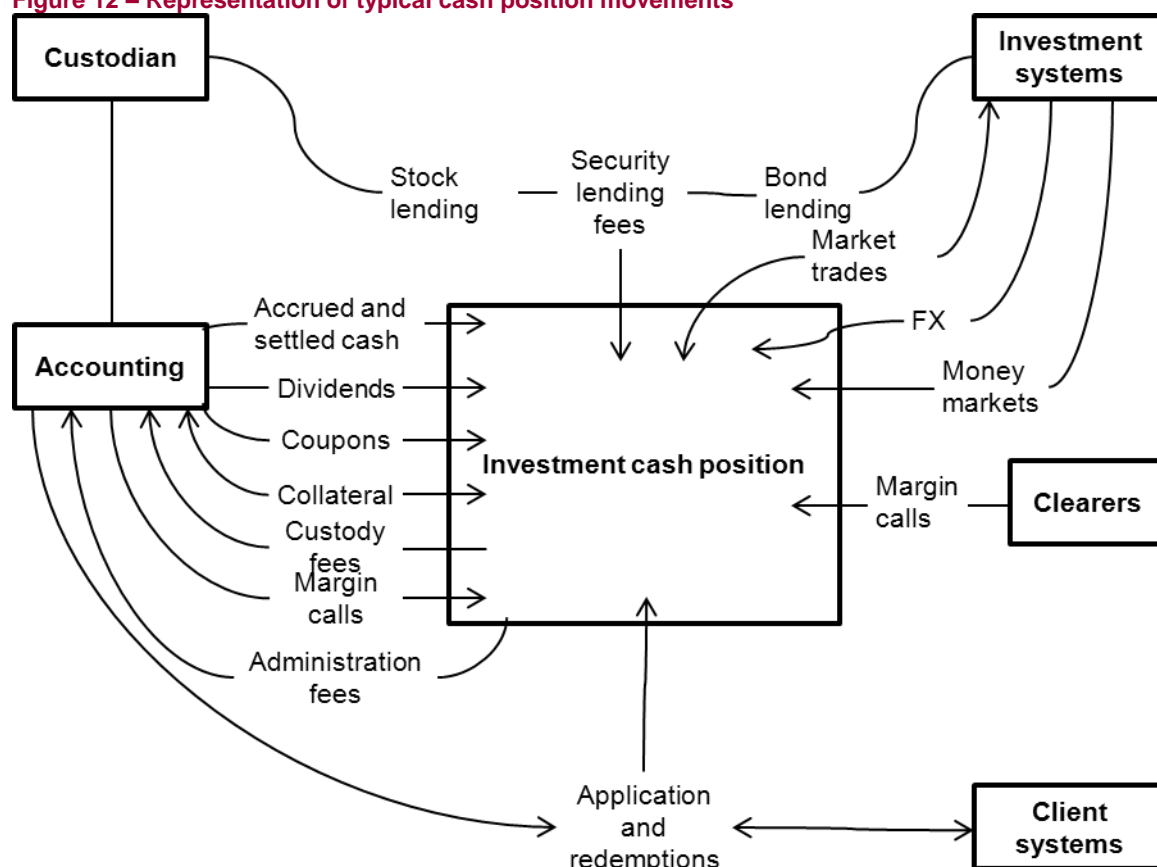 Figure 12 – Representation of typical cash position movements
Custodian
Investment
systems
Stock
lending
Security
lending
fees
Bond
lending
Market
trades
Accrued and
settled cash
FX
Accounting
Dividends
Money
markets
Coupons
Investment cash position
Collateral
Margin
calls
Clearers
Custody
fees
Margin
calls
Administration
fees
Application
and
redemptions
Client
systems